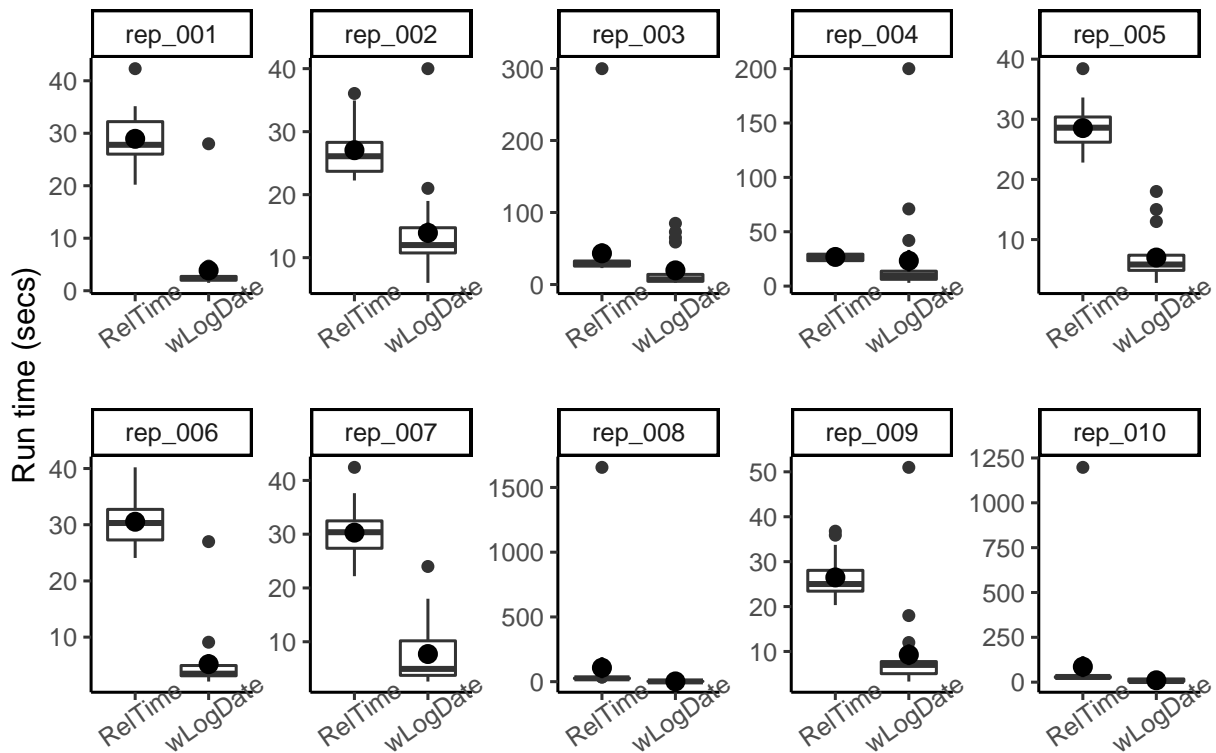 Run time (secs)
rep_001 rep_002 rep_003 rep_004 rep_005
40 30 20 10 0
40 30 20 10
300 200 100 0
200 150 100 50 0
40 30 20 10
RelTime wLogDate RelTime wLogDate RelTime wLogDate RelTime wLogDate RelTime wLogDate
rep_006 rep_007 rep_008 rep_009 rep_010
40 30 20 10
40 30 20 10
1500 1000 500 0
50 40 30 20 10
1250 1000 750 500 250 0
RelTime wLogDate RelTime wLogDate RelTime wLogDate RelTime wLogDate RelTime wLogDate